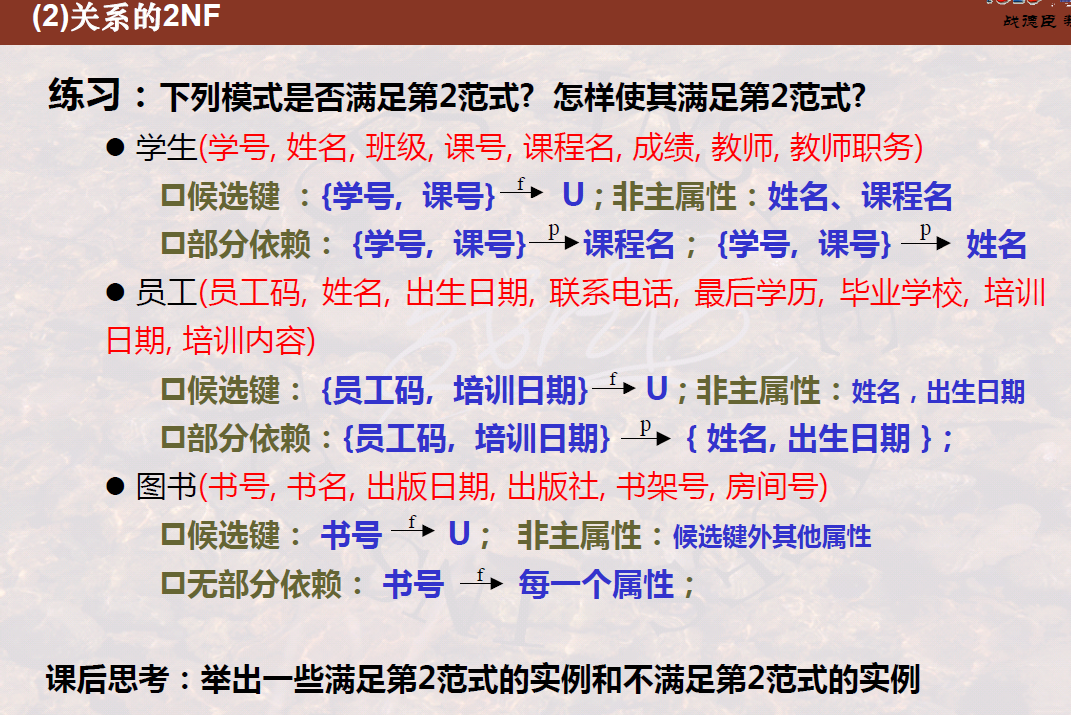 (2)关系的2NF
战德臣
练习：下列模式是否满足第2范式? 怎样使其满足第2范式?
● 学生(学号, 姓名, 班级, 课号, 课程名, 成绩, 教师, 教师职务)
候选键 ：{学号, 课号} f→ U ; 非主属性：姓名、课程名
部分依赖： {学号, 课号} p→ 课程名； {学号, 课号} p→ 姓名
● 员工(员工码, 姓名, 出生日期, 联系电话, 最后学历, 毕业学校, 培训
日期, 培训内容)
候选键： {员工码, 培训日期} f→ U ; 非主属性：姓名，出生日期
部分依赖：{员工码, 培训日期} p→ { 姓名, 出生日期 }；
● 图书(书号, 书名, 出版日期, 出版社, 书架号, 房间号)
候选键： 书号 f→ U； 非主属性：候选键外其他属性
无部分依赖： 书号 f→ 每一个属性；
课后思考：举出一些满足第2范式的实例和不满足第2范式的实例